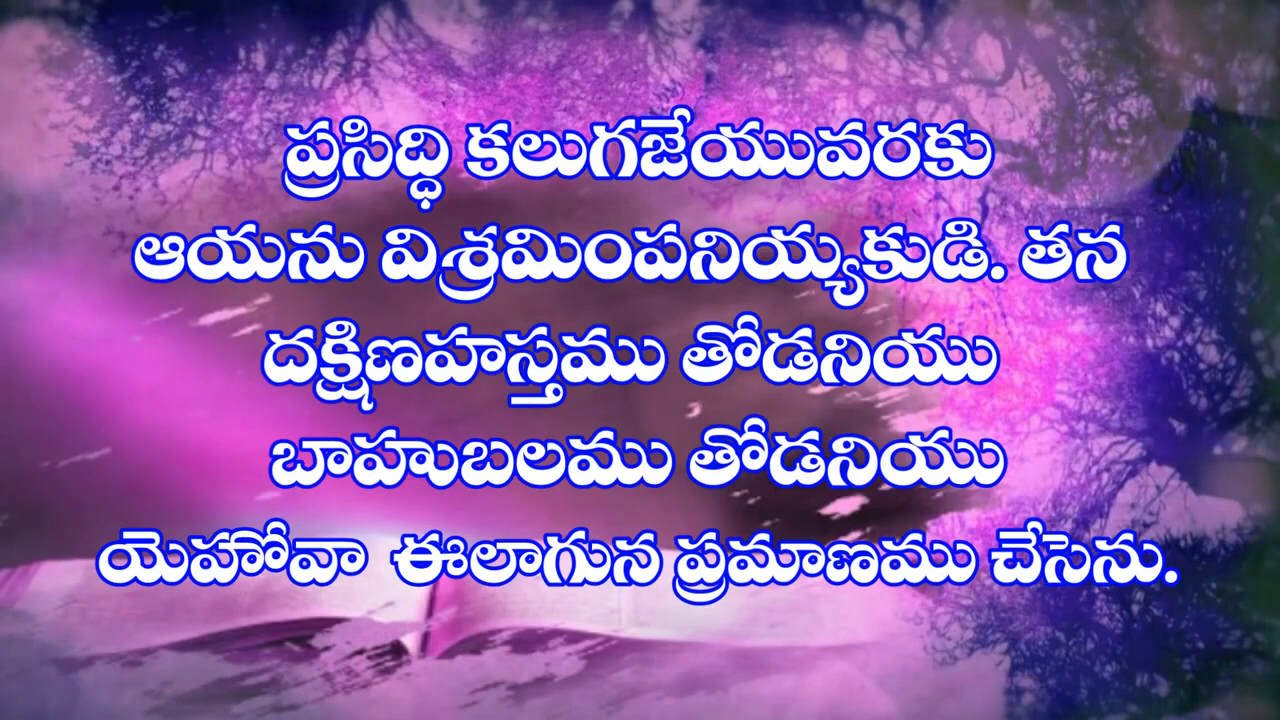 ప్రసిద్ధి కలుగజేయువరకు
ఆయను విశ్రమింపనియ్యకుడి. తన
దక్షిణహస్తము తోడనియు
బాహుబలము తోడనియు
యెహోవా ఈలాగున ప్రమాణము చేసెను.